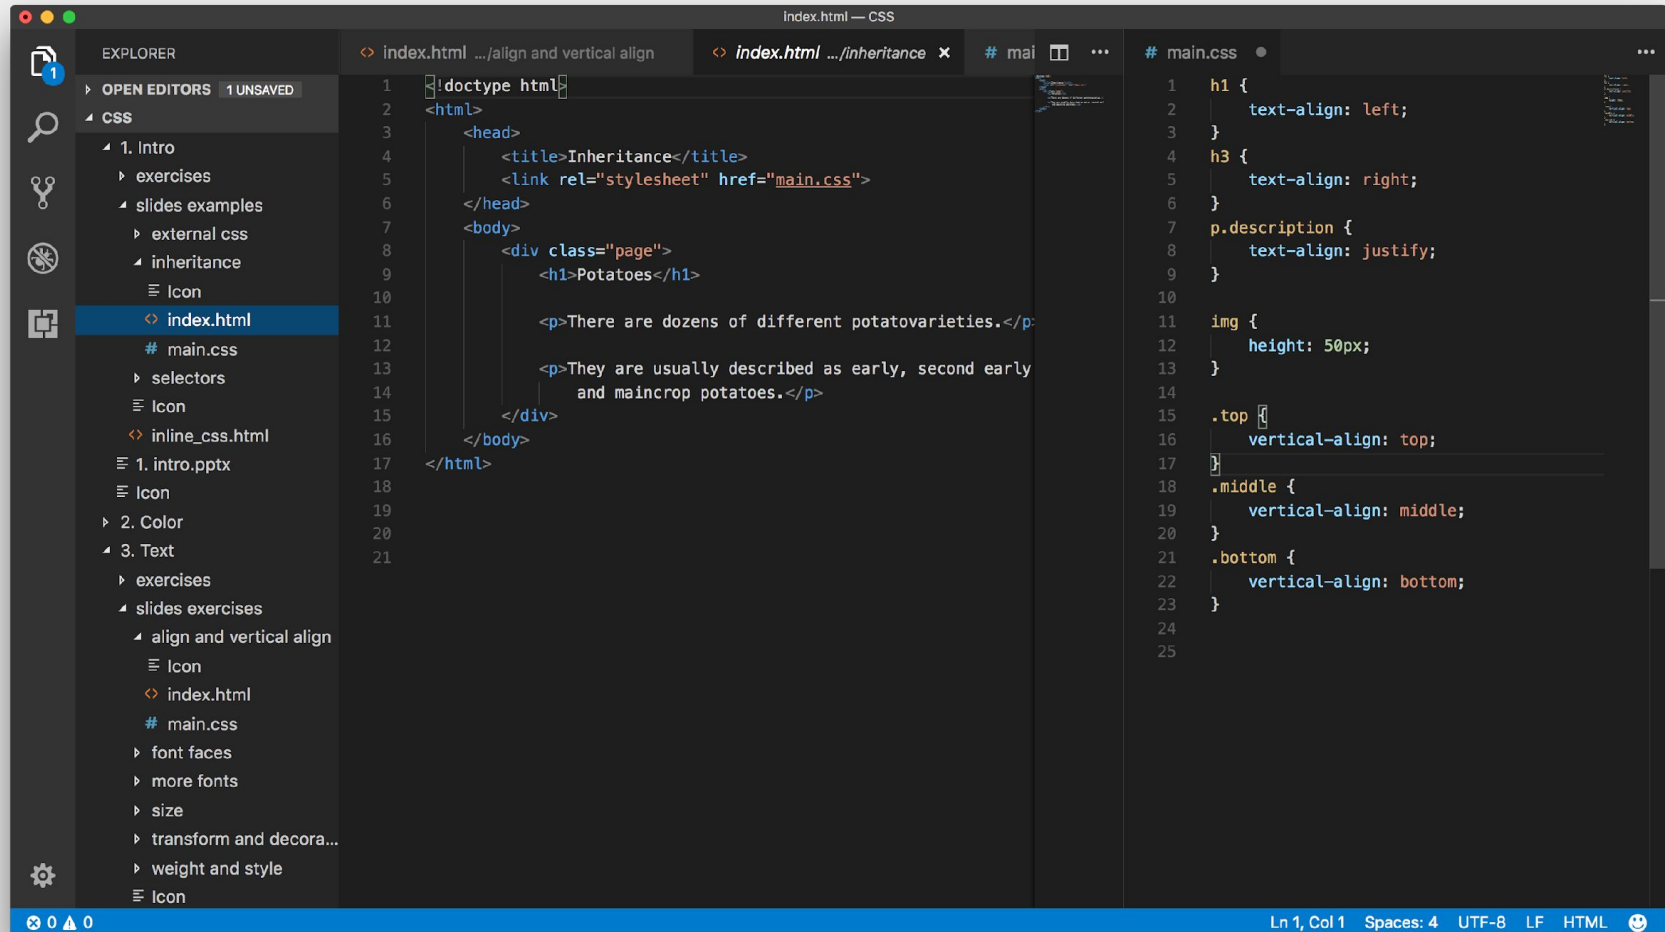 index.html — CSS
EXPLORER
OPEN EDITORS 1 UNSAVED
CSS
1. Intro
exercises
slides examples
external css
inheritance
Icon
index.html
main.css
selectors
Icon
inline_css.html
1. intro.pptx
Icon
2. Color
3. Text
exercises
slides exercises
align and vertical align
Icon
index.html
main.css
font faces
more fonts
size
transform and decora...
weight and style
Icon
1
index.html .../align and vertical align
index.html .../inheritance ×
# mai
1 <!doctype html>
2 <html>
3 <head>
4 <title>Inheritance</title>
5 <link rel="stylesheet" href="main.css">
6 </head>
7 <body>
8 <div class="page">
9 <h1>Potatoes</h1>
10
11 <p>There are dozens of different potatovarieties.</p>
12
13 <p>They are usually described as early, second early
14 and maincrop potatoes.</p>
15 </div>
16 </body>
17 </html>
18
19
20
21
# main.css
1 h1 {
2 text-align: left;
3 }
4 h3 {
5 text-align: right;
6 }
7 p.description {
8 text-align: justify;
9 }
10
11 img {
12 height: 50px;
13 }
14
15 .top {
16 vertical-align: top;
17 }
18 .middle {
19 vertical-align: middle;
20 }
21 .bottom {
22 vertical-align: bottom;
23 }
24
25
0 0
Ln 1, Col 1 Spaces: 4 UTF-8 LF HTML